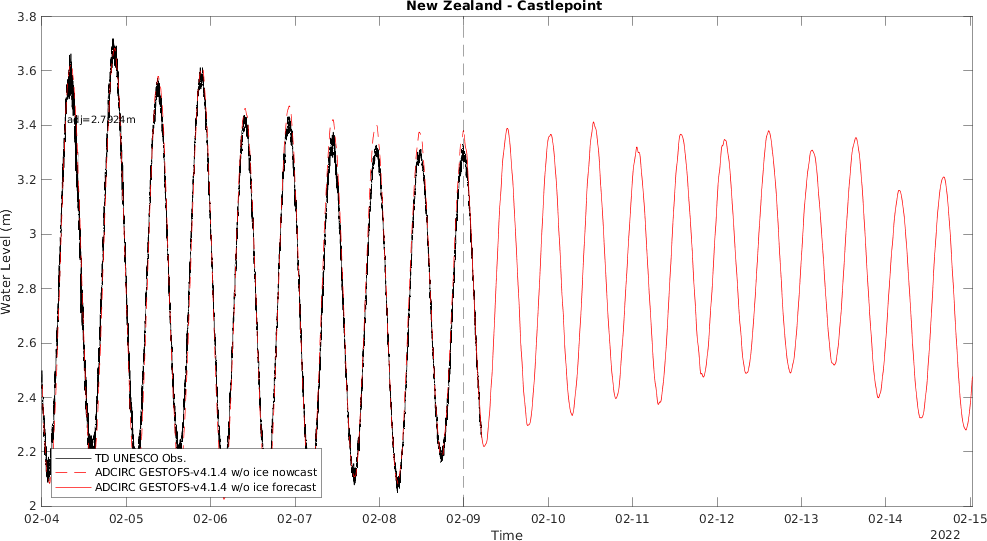 New Zealand - Castlepoint
Water Level (m)
3.8
3.6
3.4
3.2
3
2.8
2.6
2.4
2.2
2
adj=2.7924m
TD UNESCO Obs.
ADCIRC GESTOFS-v4.1.4 w/o ice nowcast
ADCIRC GESTOFS-v4.1.4 w/o ice forecast
02-04 02-05 02-06 02-07 02-08 02-09 02-10 02-11 02-12 02-13 02-14 02-15
Time
2022